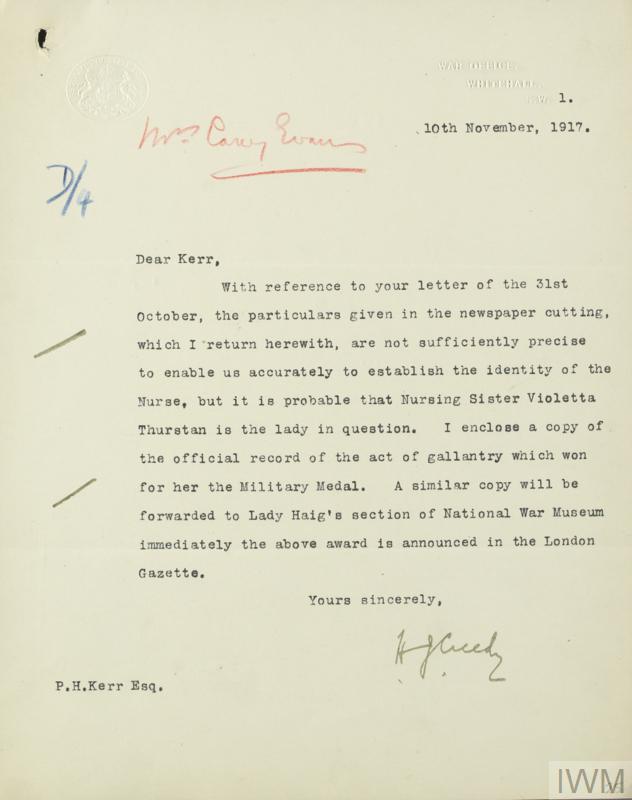 WAR OFFICE,
WHITEHALL,
S.W. 1.
10th November, 1917.
Mrs Carey Evans
D/4
Dear Kerr,
With reference to your letter of the 31st
October, the particulars given in the newspaper cutting,
which I return herewith, are not sufficiently precise
to enable us accurately to establish the identity of the
Nurse, but it is probable that Nursing Sister Violetta
Thurstan is the lady in question. I enclose a copy of
the official record of the act of gallantry which won
for her the Military Medal. A similar copy will be
forwarded to Lady Haig's section of National War Museum
immediately the above award is announced in the London
Gazette.
Yours sincerely,
H J Creedy
P.H.Kerr Esq.
IWM